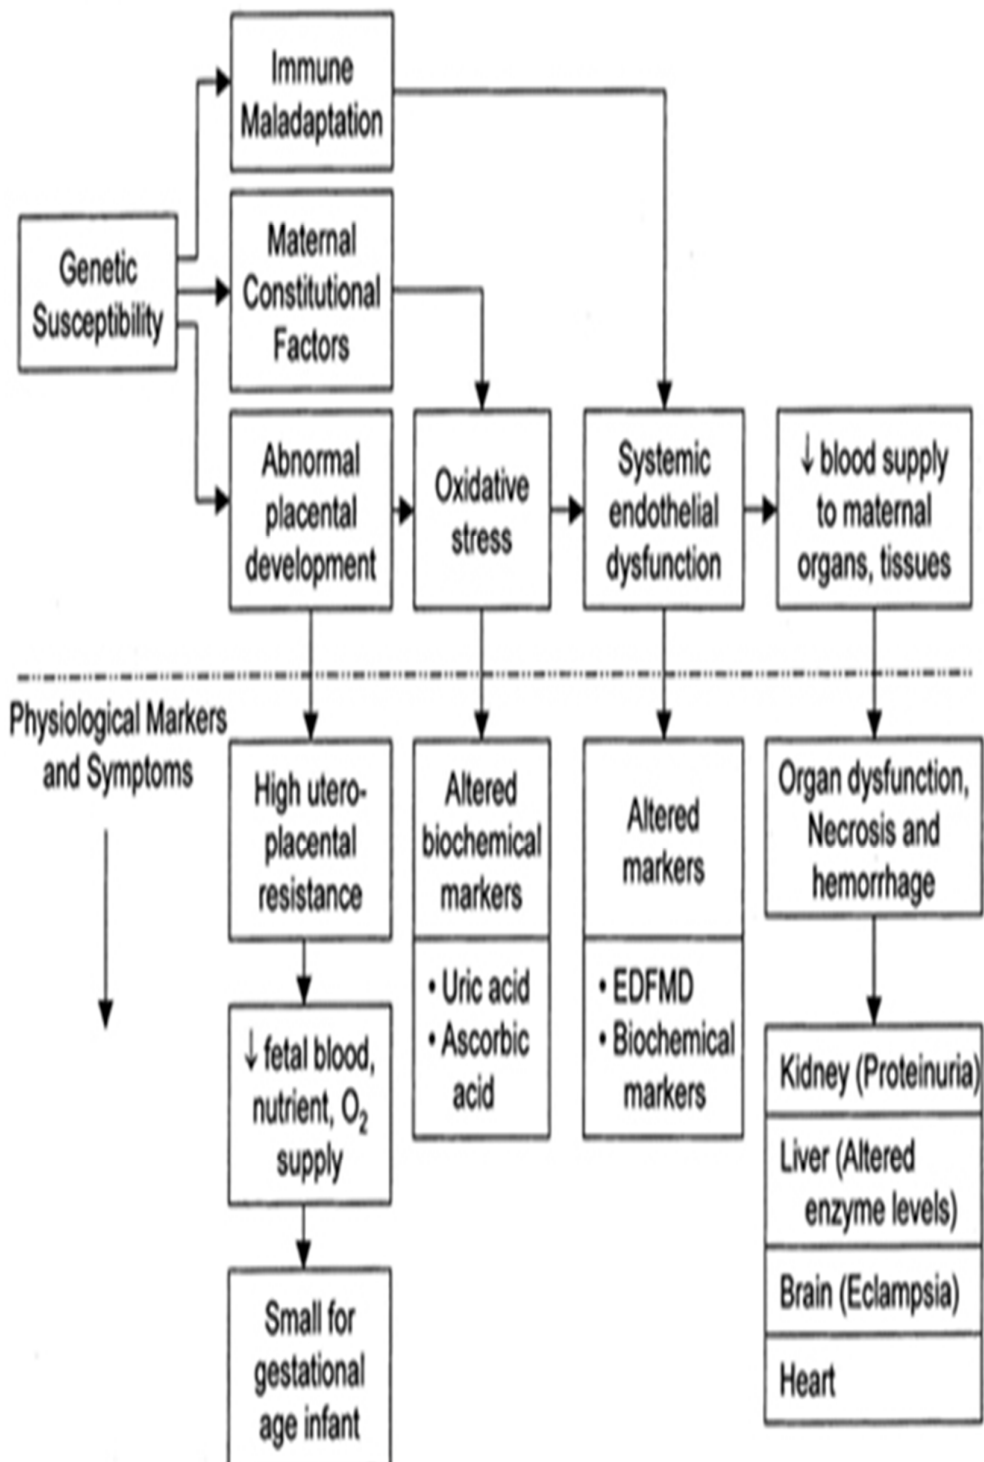 Immune
Maladaptation
Genetic
Susceptibility
Maternal
Constitutional
Factors
Abnormal
placental
development
Oxidative
stress
Systemic
endothelial
dysfunction
↓ blood supply
to maternal
organs, tissues
Physiological Markers
and Symptoms
High utero-
placental
resistance
Altered
biochemical
markers
Altered
markers
Organ dysfunction,
Necrosis and
hemorrhage
• Uric acid
• Ascorbic
acid
• EDFMD
• Biochemical
markers
↓ fetal blood,
nutrient, O₂
supply
Kidney (Proteinuria)
Liver (Altered
enzyme levels)
Brain (Eclampsia)
Heart
Small for
gestational
age infant